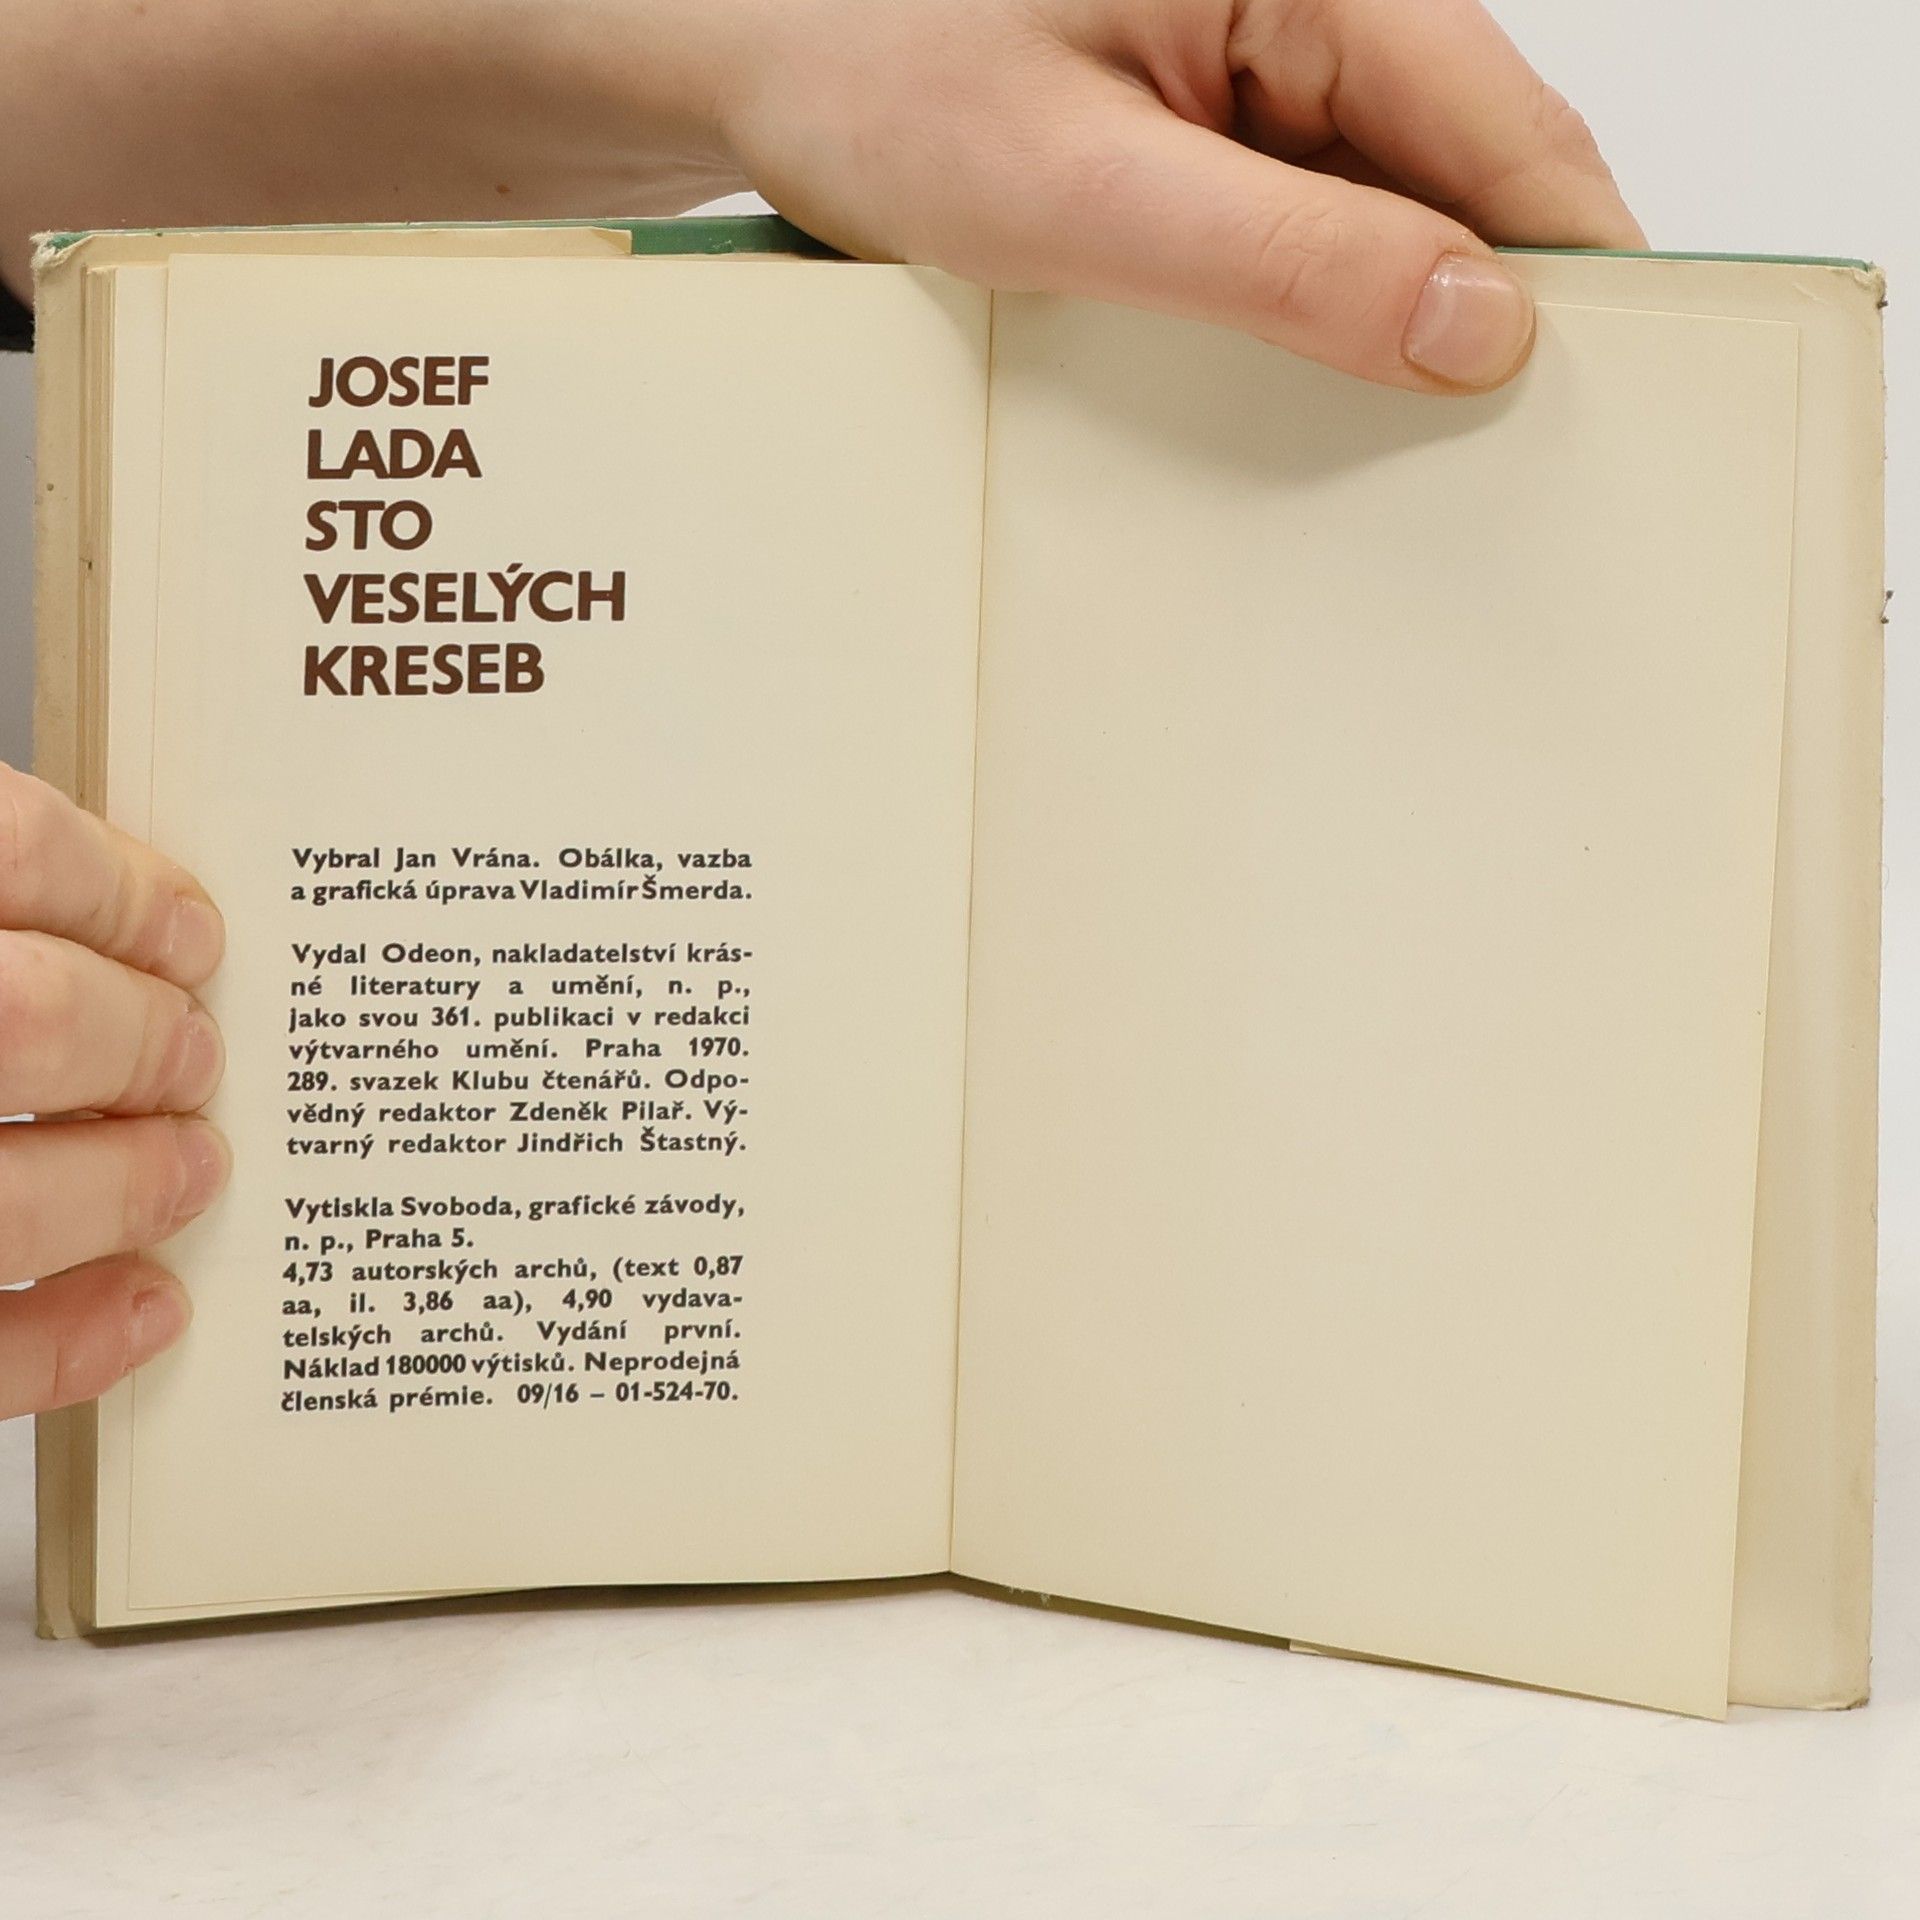 JOSEF
LADA
STO
VESELÝCH
KRESEB
Vybral Jan Vrána. Obálka, vazba
a grafická úprava Vladimír Šmerda.
Vydal Odeon, nakladatelství krás-
né literatury a umění, n. p.,
jako svou 361. publikaci v redakci
výtvarného umění. Praha 1970.
289. svazek Klubu čtenářů. Odpo-
vědný redaktor Zdeněk Pilař. Vý-
tvarný redaktor Jindřich Štastný.
Vytiskla Svoboda, grafické závody,
n. p., Praha 5.
4,73 autorských archů, (text 0,87
aa, il. 3,86 aa), 4,90 vydava-
telských archů. Vydání první.
Náklad 180000 výtisků. Neprodejná
členská prémie. 09/16 – 01-524-70.